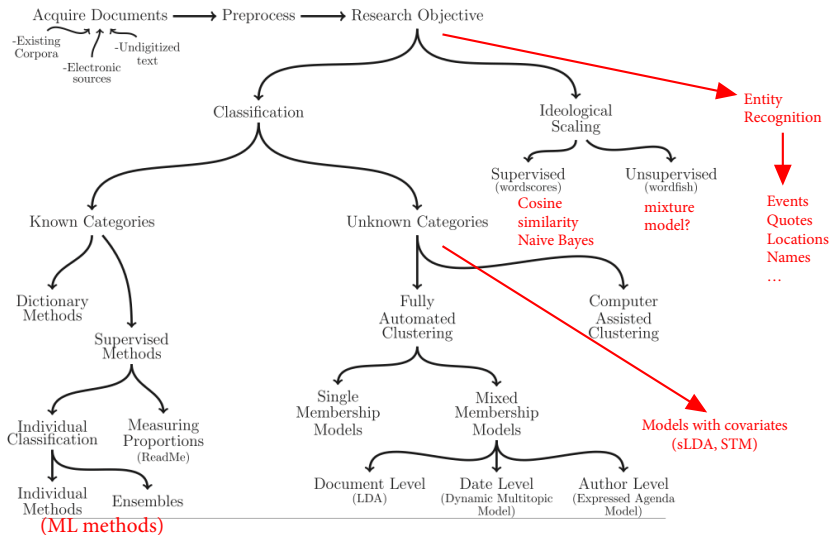 Acquire Documents
Preprocess
Research Objective
-Existing
Corpora
-Electronic
sources
-Undigitized
text
Entity
Recognition
Classification
Ideological
Scaling
Supervised
(wordscores)
Cosine
similarity
Naive Bayes
Unsupervised
(wordfish)
mixture
model?
Events
Quotes
Locations
Names
…
Known Categories
Unknown Categories
Dictionary
Methods
Supervised
Methods
Fully
Automated
Clustering
Computer
Assisted
Clustering
Individual
Classification
Measuring
Proportions
(ReadMe)
Single
Membership
Models
Mixed
Membership
Models
Models with covariates
(sLDA, STM)
Individual
Methods
Ensembles
(ML methods)
Document Level
(LDA)
Date Level
(Dynamic Multitopic
Model)
Author Level
(Expressed Agenda
Model)